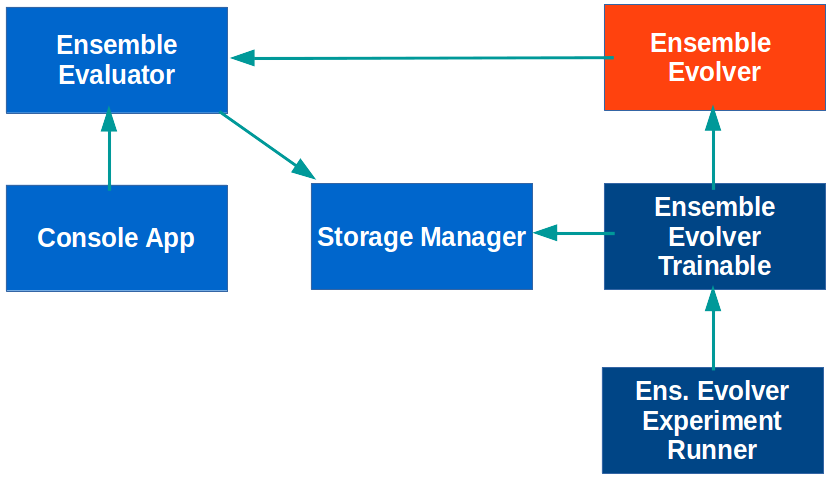 Ensemble
Evaluator
Ensemble
Evolver
Console App
Storage Manager
Ensemble
Evolver
Trainable
Ens. Evolver
Experiment
Runner